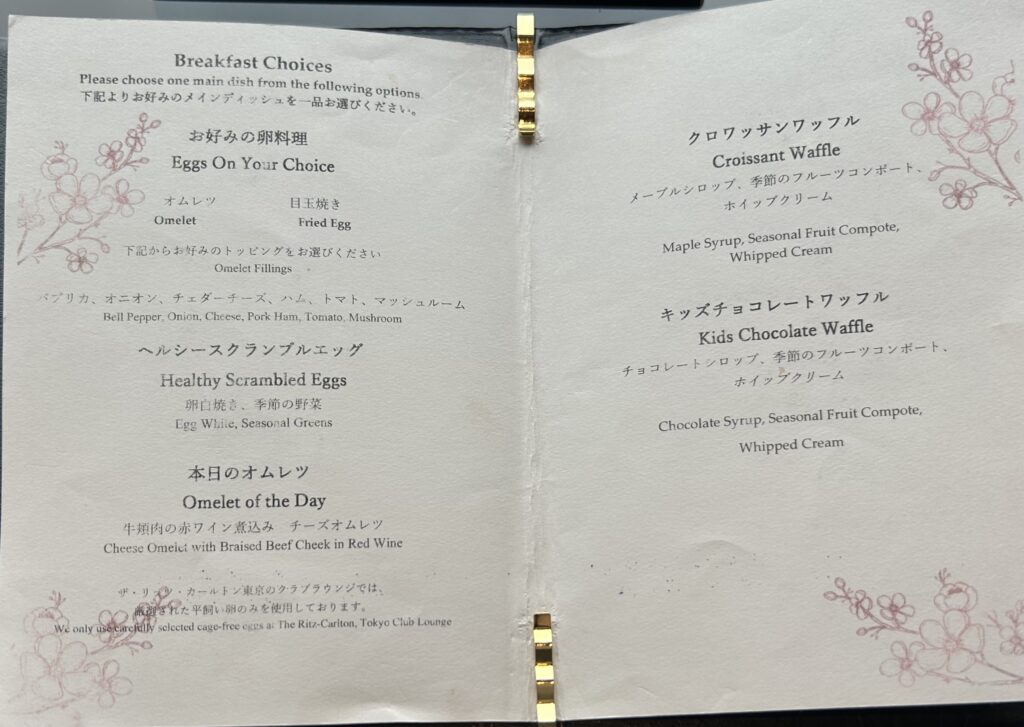 Breakfast Choices
Please choose one main dish from the following options.
下記よりお好みのメインディッシュを一品お選びください。
お好みの卵料理
Eggs On Your Choice
オムレツ 目玉焼き
Omelet Fried Egg
下記からお好みのトッピングをお選びください
Omelet Fillings
パプリカ、オニオン、チェダーチーズ、ハム、トマト、マッシュルーム
Bell Pepper, Onion, Cheese, Pork Ham, Tomato, Mushroom
ヘルシースクランブルエッグ
Healthy Scrambled Eggs
卵白焼き、季節の野菜
Egg White, Seasonal Greens
本日のオムレツ
Omelet of the Day
牛頬肉の赤ワイン煮込み　チーズオムレツ
Cheese Omelet with Braised Beef Cheek in Red Wine
ザ・リッツ・カールトン東京のクラブラウンジでは、
厳選された平飼い卵のみを使用しております。
We only use carefully selected cage-free eggs at The Ritz-Carlton, Tokyo Club Lounge
クロワッサンワッフル
Croissant Waffle
メープルシロップ、季節のフルーツコンポート、
ホイップクリーム
Maple Syrup, Seasonal Fruit Compote,
Whipped Cream
キッズチョコレートワッフル
Kids Chocolate Waffle
チョコレートシロップ、季節のフルーツコンポート、
ホイップクリーム
Chocolate Syrup, Seasonal Fruit Compote,
Whipped Cream